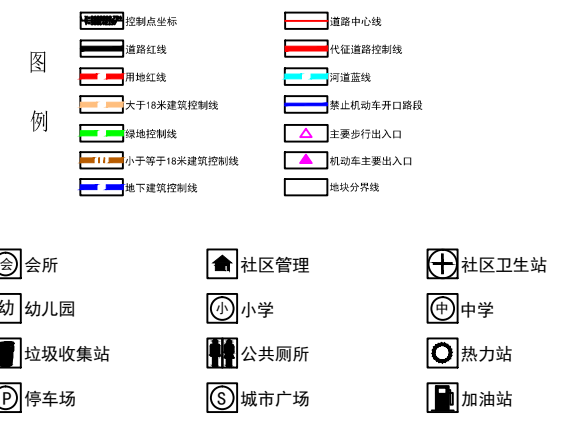 图例
控制点坐标
道路中心线
道路红线
代征道路控制线
用地红线
河道蓝线
大于18米建筑控制线
禁止机动车开口路段
绿地控制线
主要步行出入口
小于等于18米建筑控制线
机动车主要出入口
地下建筑控制线
地块分界线
会 会所
社区管理
社区卫生站
幼 幼儿园
小 小学
中 中学
垃圾收集站
公共厕所
热力站
P 停车场
S 城市广场
加油站